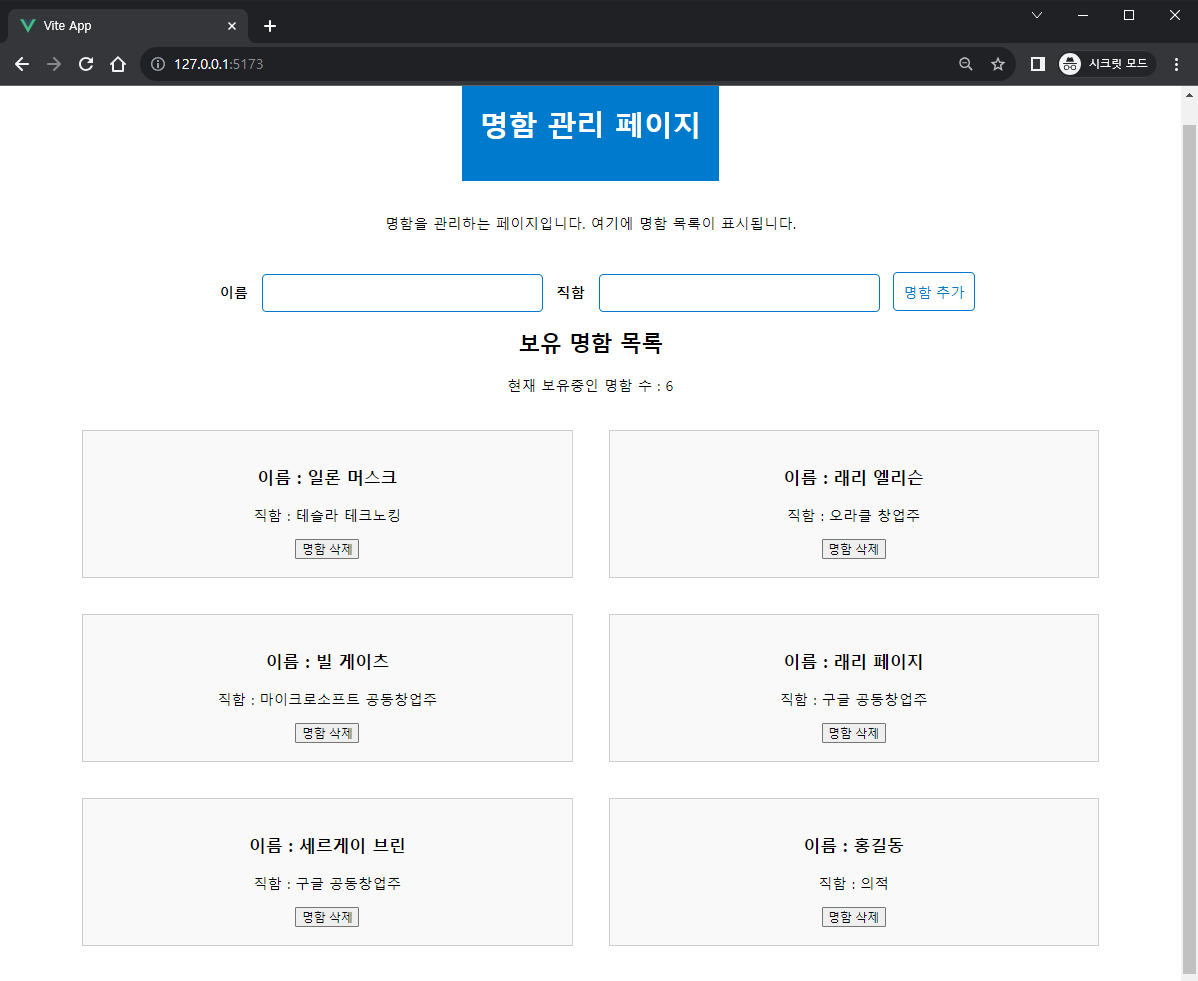 Vite App
127.0.0.1:5173
시크릿 모드
명함 관리 페이지
명함을 관리하는 페이지입니다. 여기에 명함 목록이 표시됩니다.
이름 직함 명함 추가
보유 명함 목록
현재 보유중인 명함 수 : 6
이름 : 일론 머스크
직함 : 테슬라 테크노킹
명함 삭제
이름 : 래리 엘리슨
직함 : 오라클 창업주
명함 삭제
이름 : 빌 게이츠
직함 : 마이크로소프트 공동창업주
명함 삭제
이름 : 래리 페이지
직함 : 구글 공동창업주
명함 삭제
이름 : 세르게이 브린
직함 : 구글 공동창업주
명함 삭제
이름 : 홍길동
직함 : 의적
명함 삭제